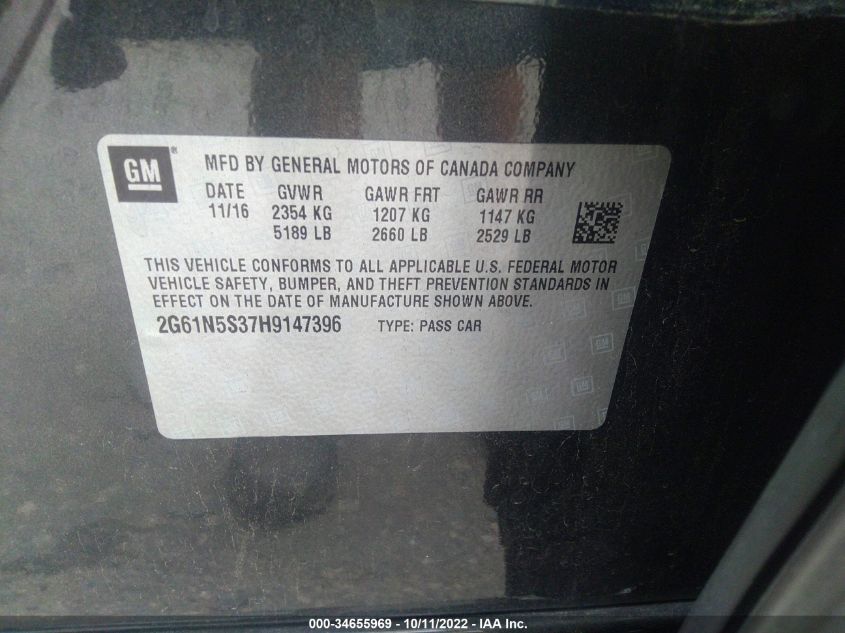 GM ® MFD BY GENERAL MOTORS OF CANADA COMPANY
DATE GVWR GAWR FRT GAWR RR
11/16 2354 KG 1207 KG 1147 KG
5189 LB 2660 LB 2529 LB
THIS VEHICLE CONFORMS TO ALL APPLICABLE U.S. FEDERAL MOTOR
VEHICLE SAFETY, BUMPER, AND THEFT PREVENTION STANDARDS IN
EFFECT ON THE DATE OF MANUFACTURE SHOWN ABOVE.
2G61N5S37H9147396 TYPE: PASS CAR
000-34655969 - 10/11/2022 - IAA Inc.